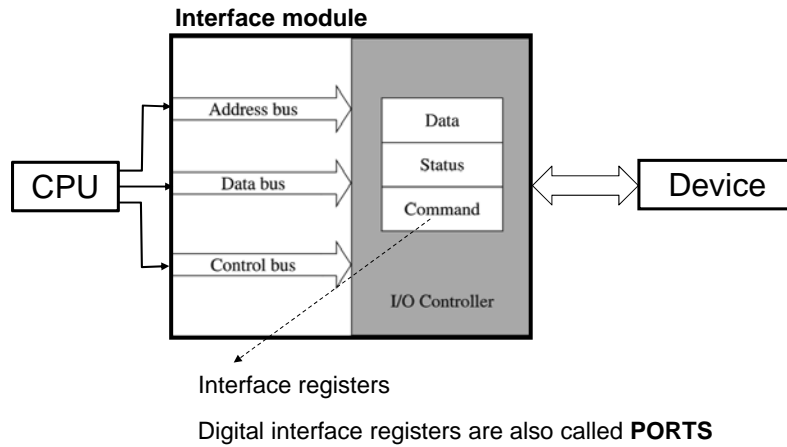 Interface module
Address bus
Data
Status
CPU
Data bus
Device
Command
Control bus
I/O Controller
Interface registers
Digital interface registers are also called PORTS